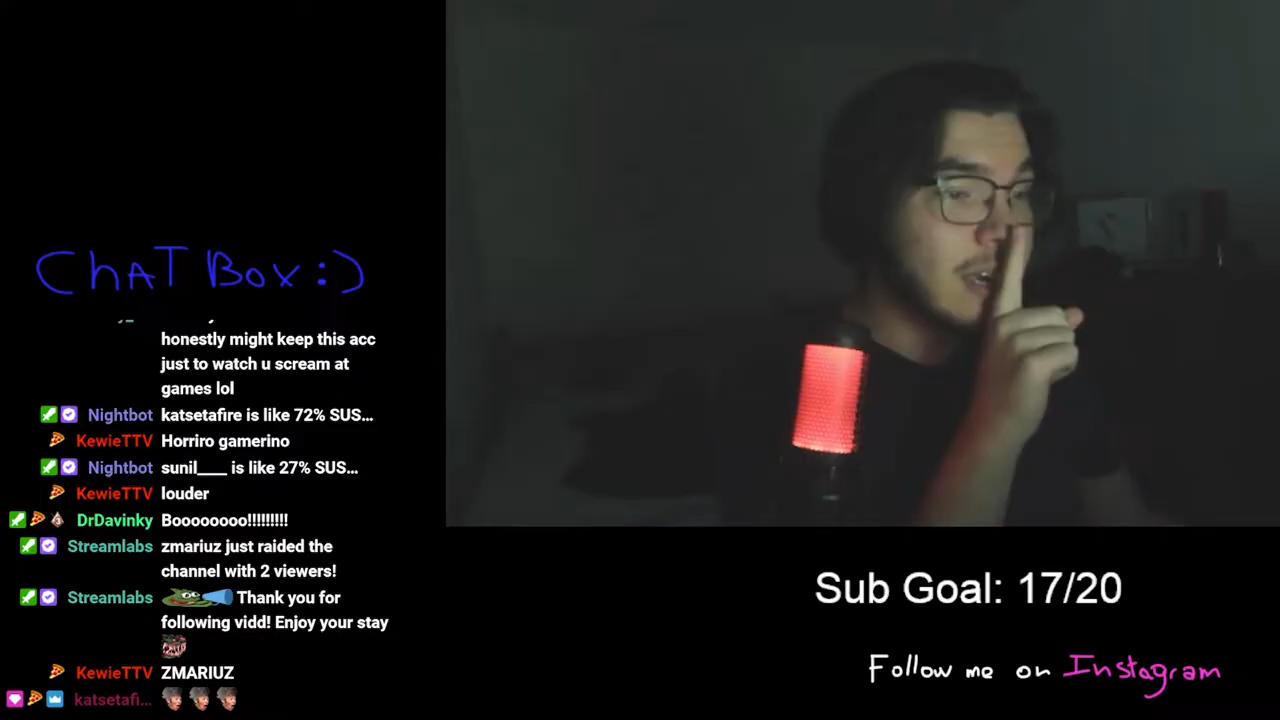 ChAT BOX :)
honestly might keep this acc
just to watch u scream at
games lol
Nightbot katsetafire is like 72% SUS...
KewieTTV Horriro gamerino
Nightbot sunil____ is like 27% SUS...
KewieTTV louder
DrDavinky Boooooooo!!!!!!!!!
Streamlabs zmariuz just raided the
channel with 2 viewers!
Streamlabs Thank you for
following vidd! Enjoy your stay
KewieTTV ZMARIUZ
katsetafi...
Sub Goal: 17/20
Follow me on Instagram